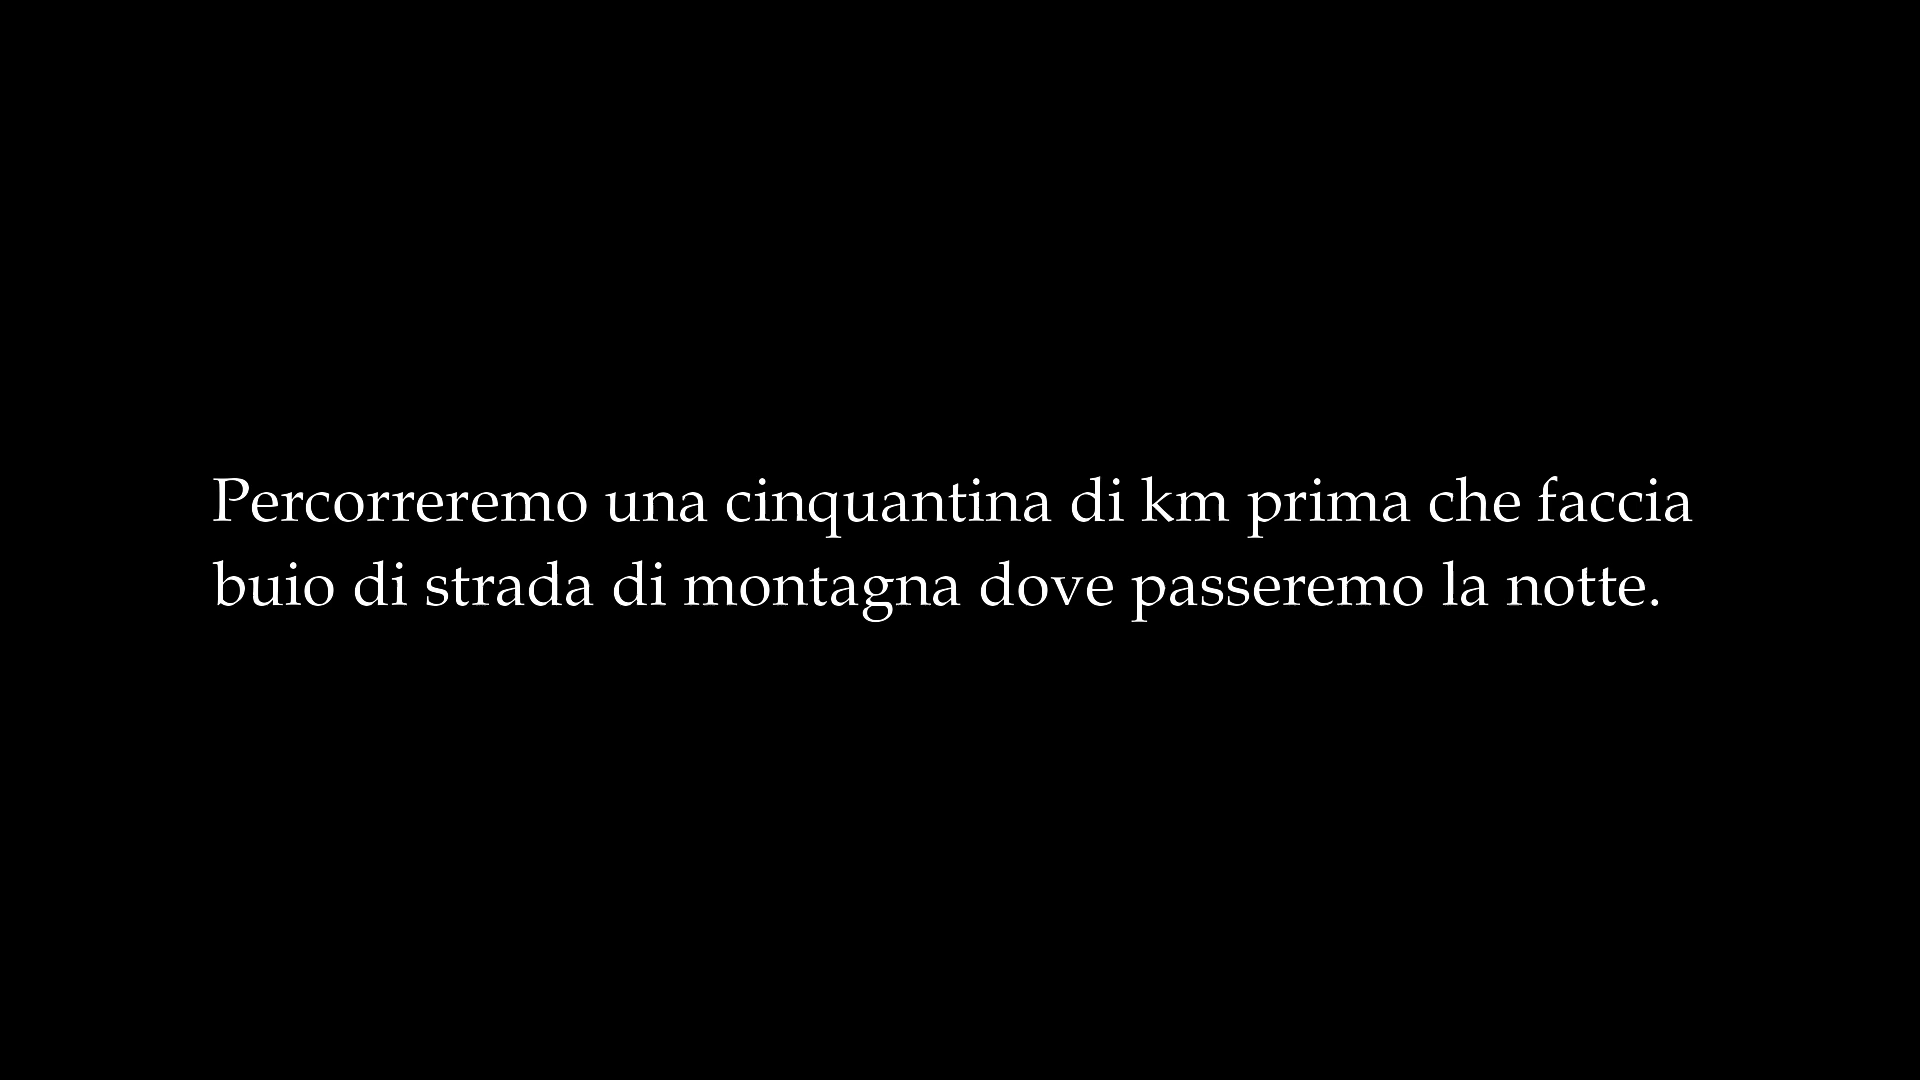 Percorreremo una cinquantina di km prima che faccia
buio di strada di montagna dove passeremo la notte.